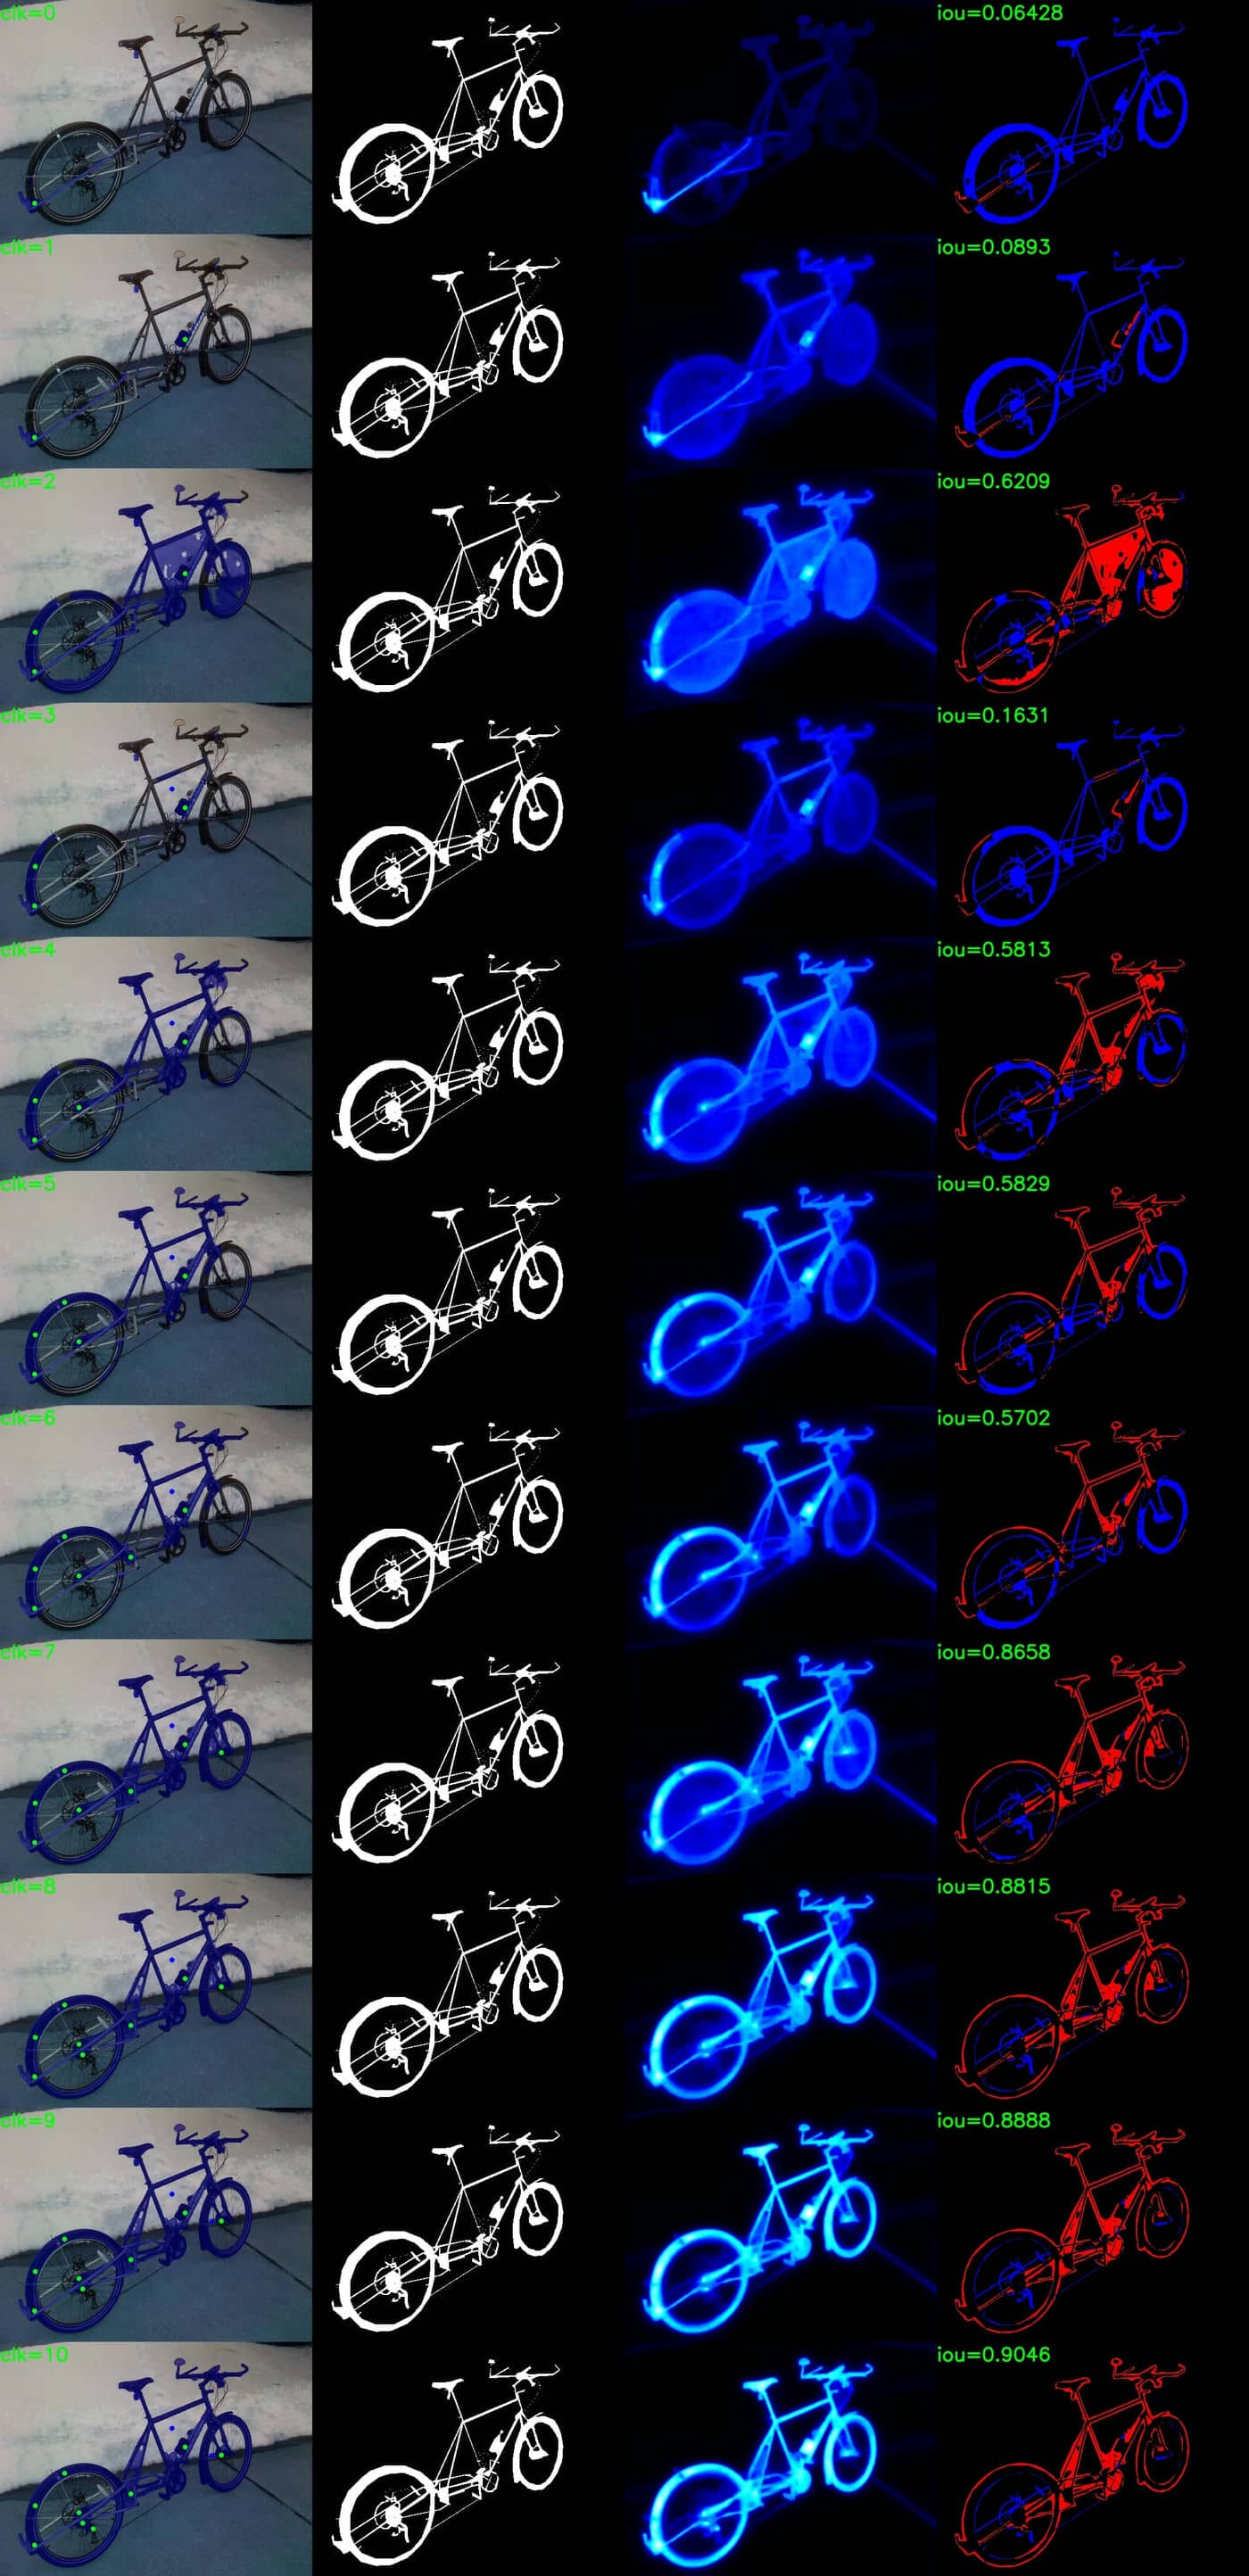 clk=0 iou=0.06428
clk=1 iou=0.0893
clk=2 iou=0.6209
clk=3 iou=0.1631
clk=4 iou=0.5813
clk=5 iou=0.5829
clk=6 iou=0.5702
clk=7 iou=0.8658
clk=8 iou=0.8815
clk=9 iou=0.8888
clk=10 iou=0.9046